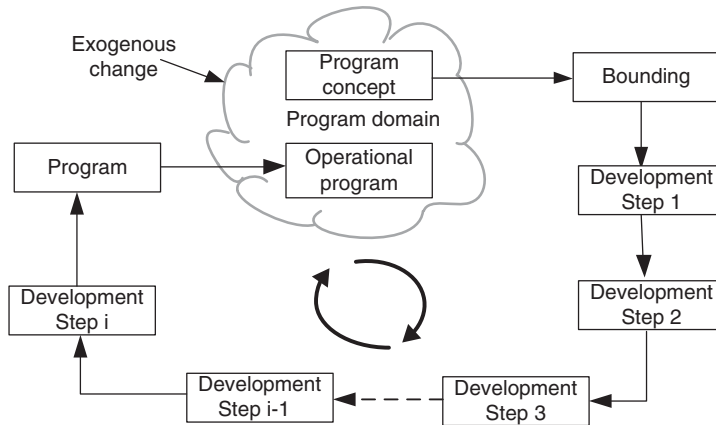 Exogenous
change
Program
concept
Program domain
Operational
program
Bounding
Development
Step 1
Development
Step 2
Development
Step 3
Development
Step i-1
Development
Step i
Program